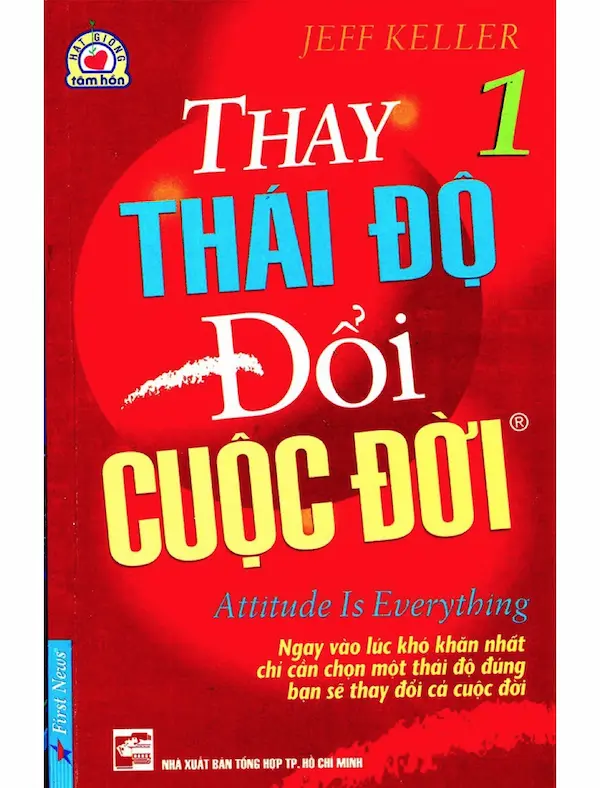 HẠT GIỐNG
tâm hồn
JEFF KELLER
1
THAY
THÁI ĐỘ
ĐỔI
CUỘC ĐỜI®
Attitude Is Everything
Ngay vào lúc khó khăn nhất
chỉ cần chọn một thái độ đúng
bạn sẽ thay đổi cả cuộc đời
First News
NHÀ XUẤT BẢN TỔNG HỢP TP. HỒ CHÍ MINH